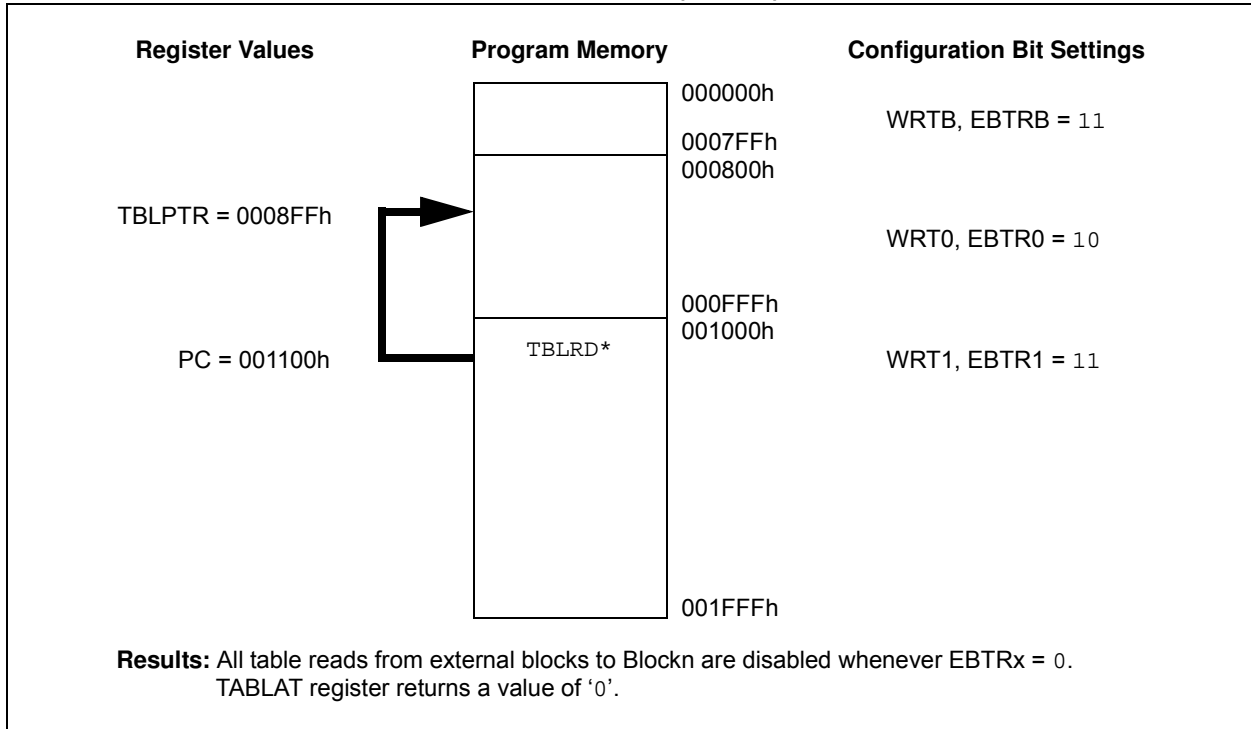 Register Values Program Memory Configuration Bit Settings
000000h
WRTB, EBTRB = 11
0007FFh
000800h
TBLPTR = 0008FFh
WRT0, EBTR0 = 10
000FFFh
001000h
TBLRD*
PC = 001100h
WRT1, EBTR1 = 11
001FFFh
Results: All table reads from external blocks to Blockn are disabled whenever EBTRx = 0.
TABLAT register returns a value of ‘0’.